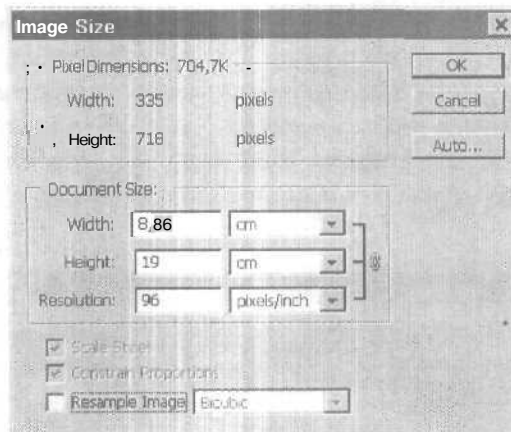 Image Size
Pixel Dimensions: 704,7K
OK
Width: 335 pixels
Cancel
Height: 718 pixels
Auto...
Document Size:
Width: 8,86 cm
Height: 19 cm
Resolution: 96 pixels/inch
Scale Styles
Constrain Proportions
Resample Image Bicubic